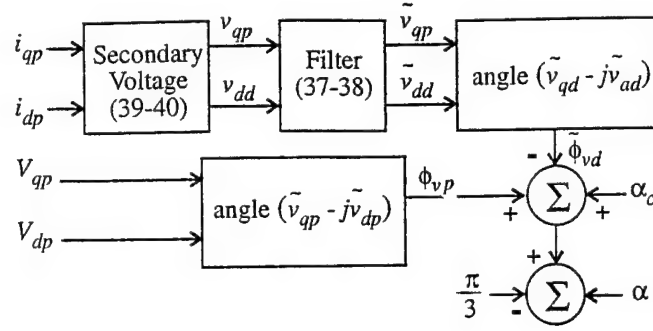 i_qp
i_dp
Secondary
Voltage
(39-40)
v_qp
v_dd
Filter
(37-38)
ṽ_qp
ṽ_dd
angle (ṽ_qd - jṽ_ad)
- φ̃_vd
V_qp
V_dp
angle (ṽ_qp - jṽ_dp)
φ_vp
+ Σ +
α_c
+
π/3
- Σ
α